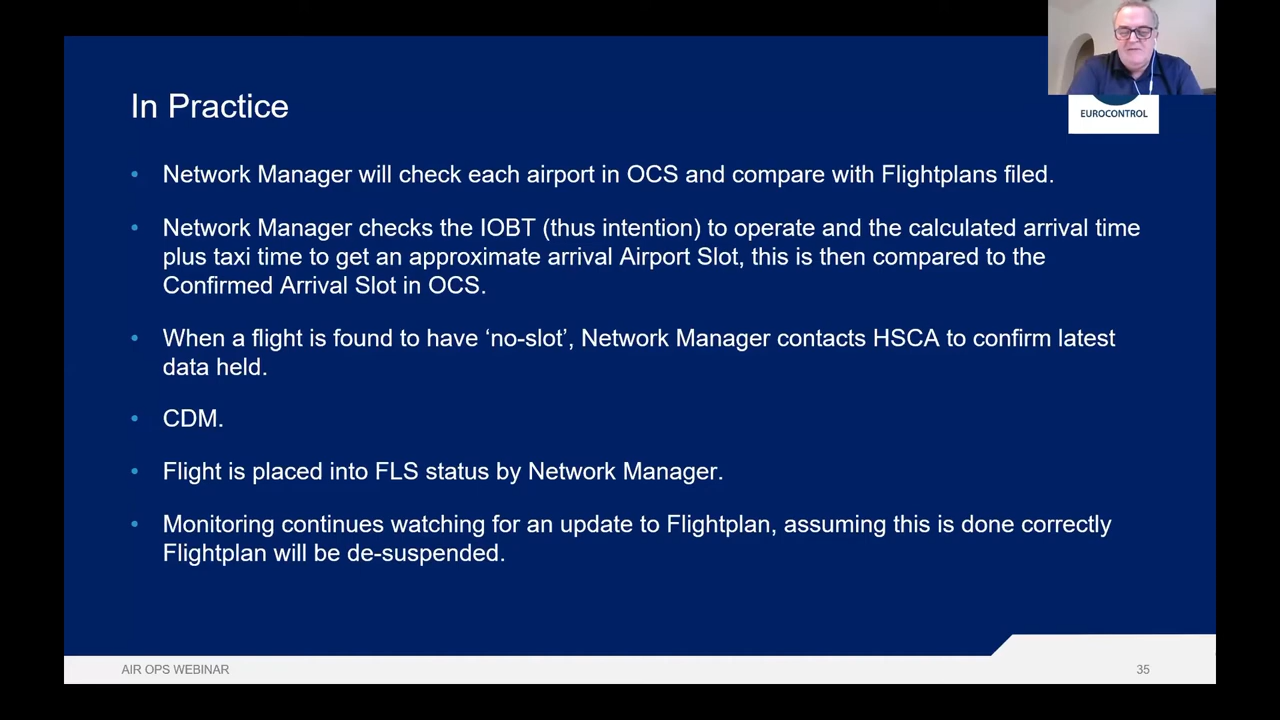 In Practice
EUROCONTROL
• Network Manager will check each airport in OCS and compare with Flightplans filed.
• Network Manager checks the IOBT (thus intention) to operate and the calculated arrival time
plus taxi time to get an approximate arrival Airport Slot, this is then compared to the
Confirmed Arrival Slot in OCS.
• When a flight is found to have ‘no-slot’, Network Manager contacts HSCA to confirm latest
data held.
• CDM.
• Flight is placed into FLS status by Network Manager.
• Monitoring continues watching for an update to Flightplan, assuming this is done correctly
Flightplan will be de-suspended.
AIR OPS WEBINAR
35